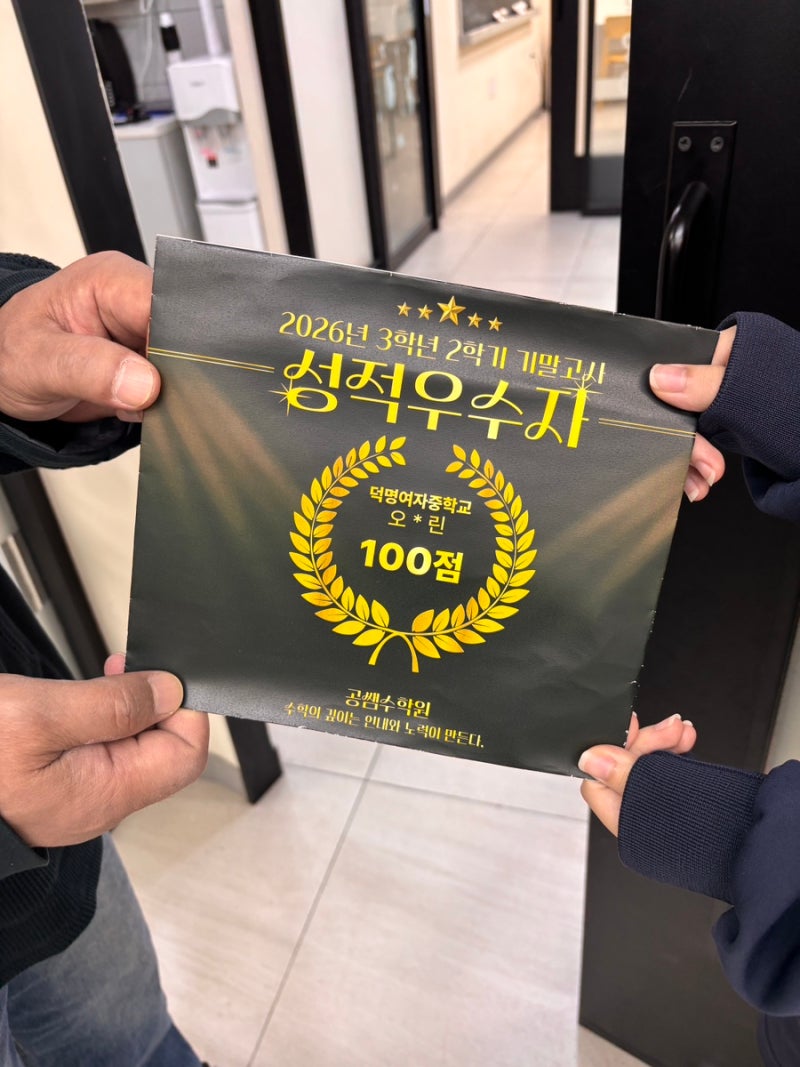 2026년 3학년 2학기 기말고사
성적우수자
덕명여자중학교
오*린
100점
공쌤수학원
수학의 깊이는 인내와 노력이 만든다.